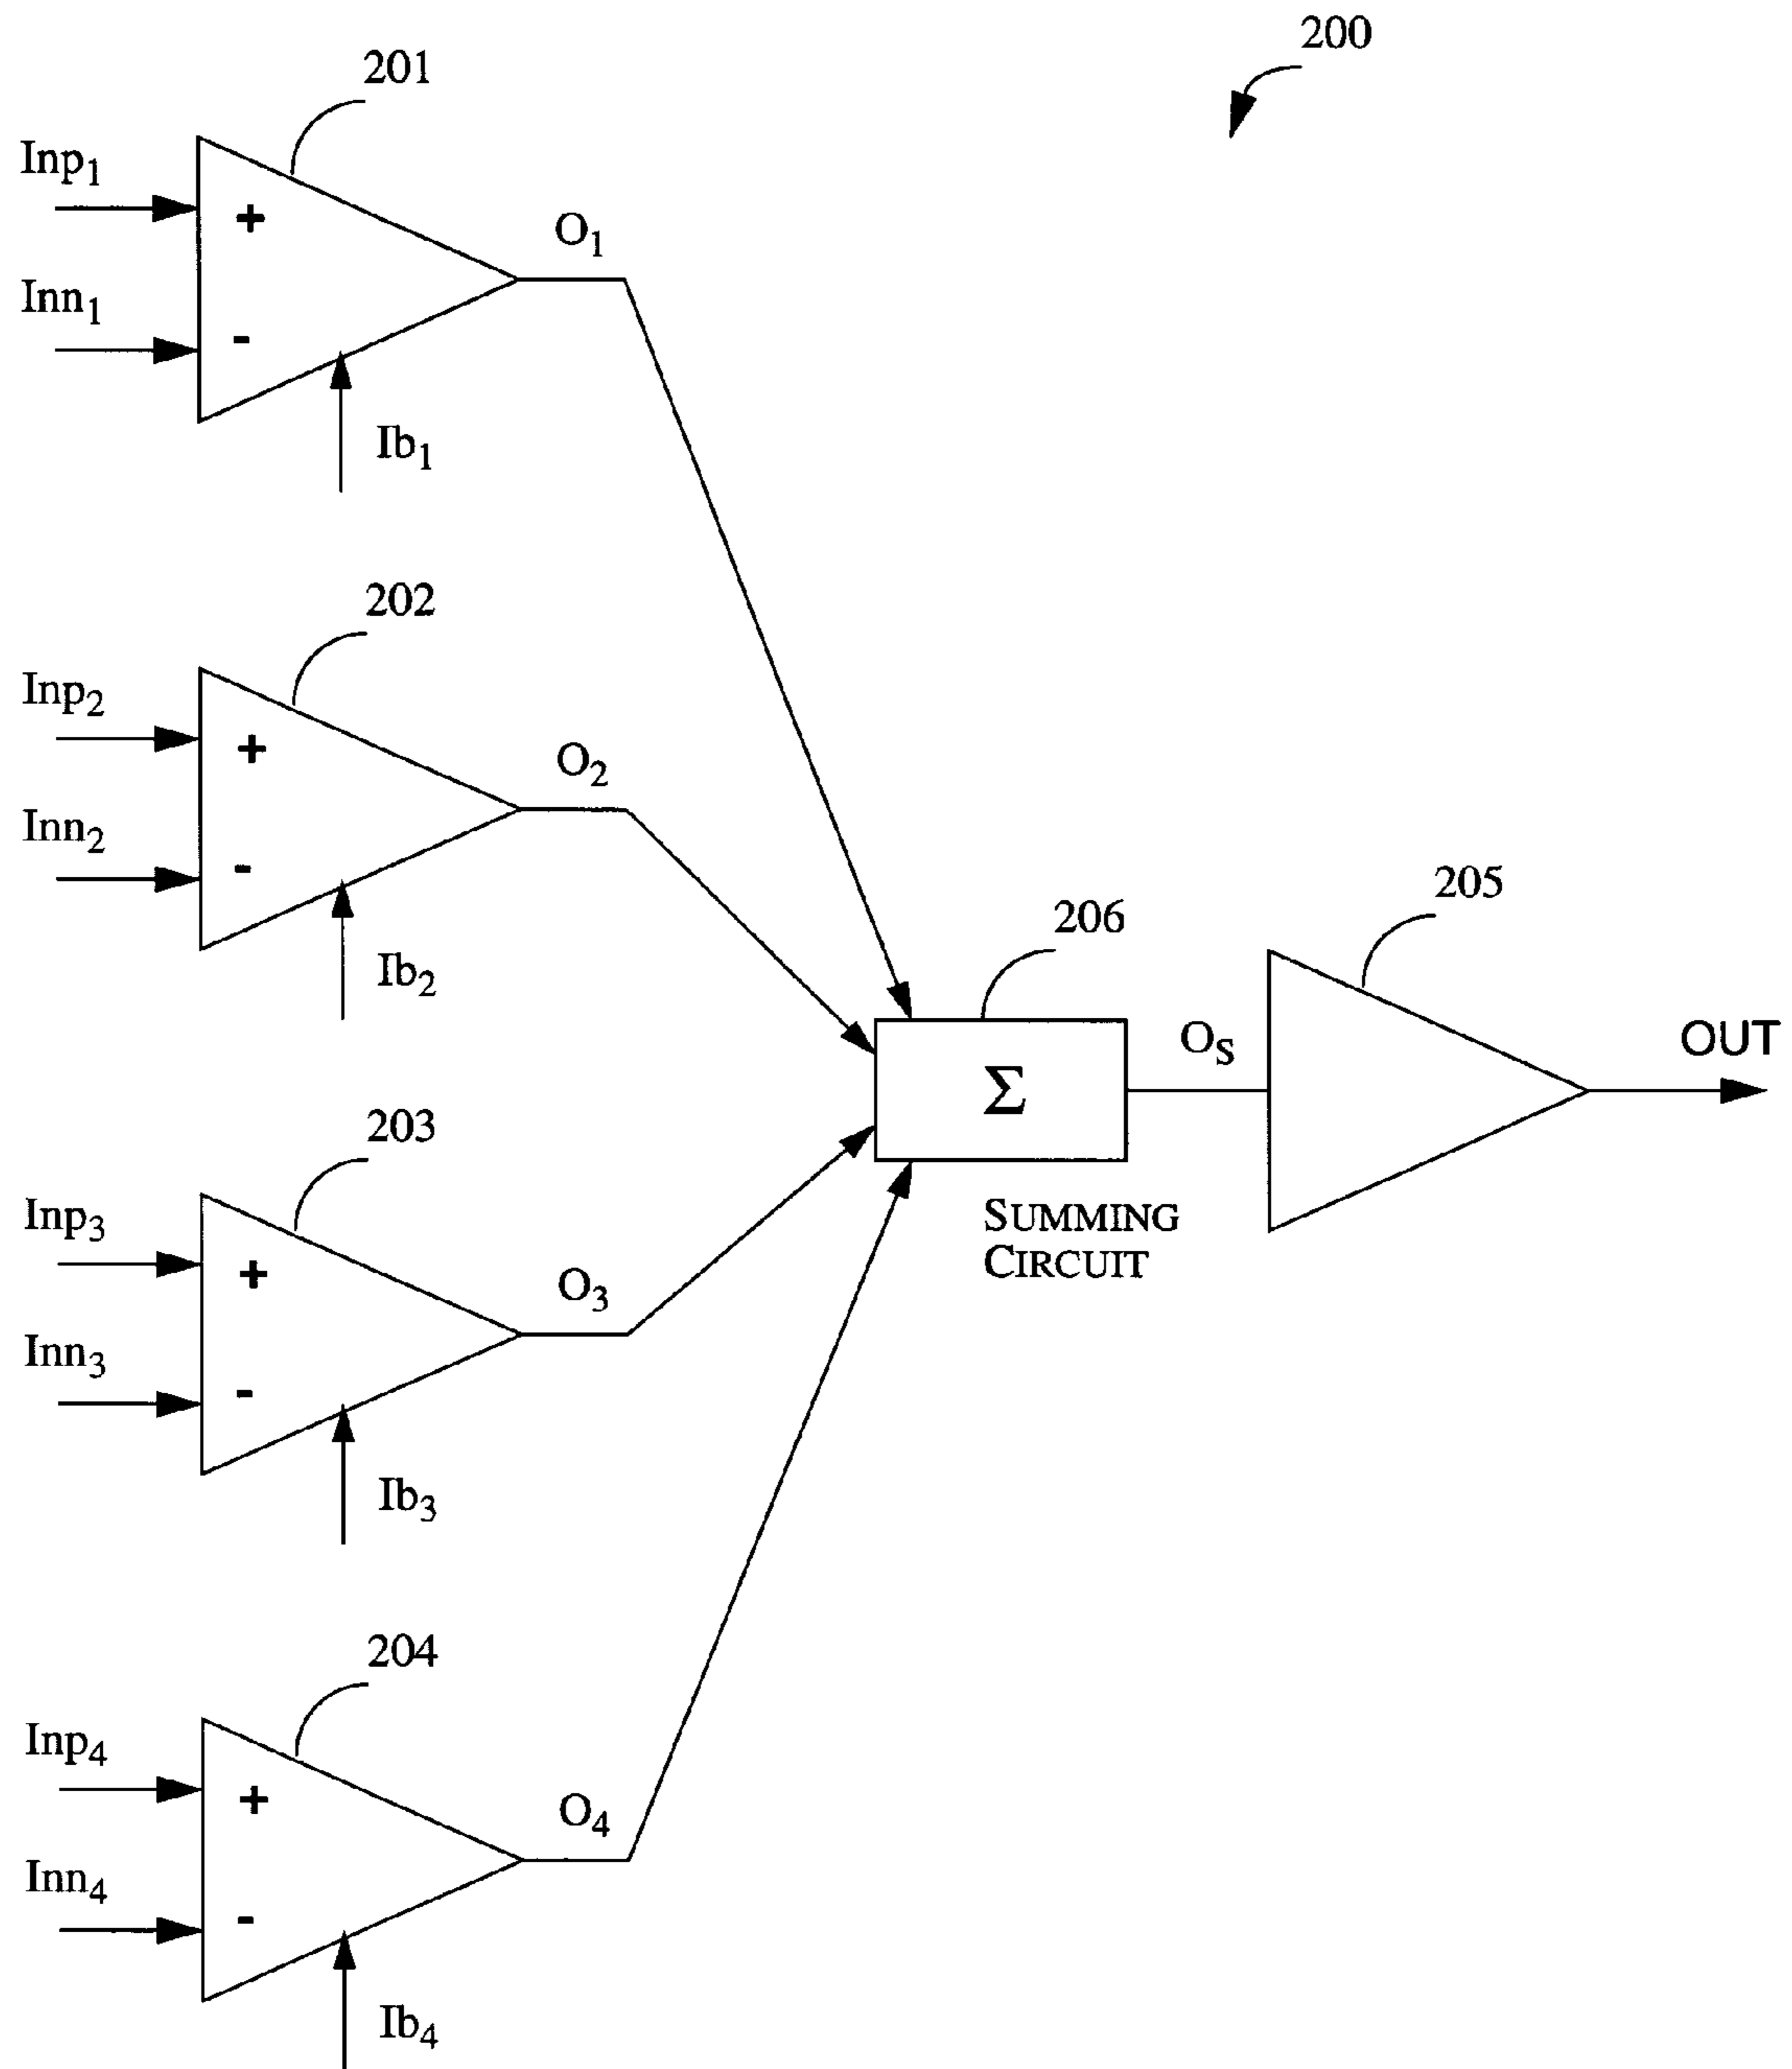 200
201
Inp1
+
O1
Inn1
-
Ib1
202
Inp2
+
O2
Inn2
-
Ib2
205
206
Σ
OS
OUT
SUMMING
CIRCUIT
203
Inp3
+
O3
Inn3
-
Ib3
204
Inp4
+
O4
Inn4
-
Ib4